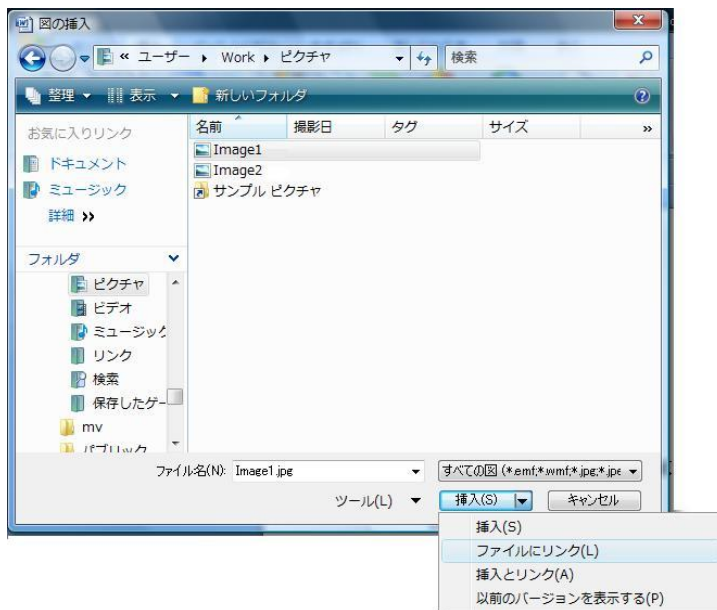 図の挿入
« ユーザー ▸ Work ▸ ピクチャ
検索
整理
表示
新しいフォルダ
お気に入りリンク
ドキュメント
ミュージック
詳細 »
フォルダ
ピクチャ
ビデオ
ミュージック
リンク
検索
保存したゲー
mv
パブリック
名前 撮影日 タグ サイズ »
Image1
Image2
サンプル ピクチャ
ファイル名(N): Image1.jpg
すべての図 (*.emf;*.wmf;*.jpg;*.jpe
ツール(L)
挿入(S)
キャンセル
挿入(S)
ファイルにリンク(L)
挿入とリンク(A)
以前のバージョンを表示する(P)